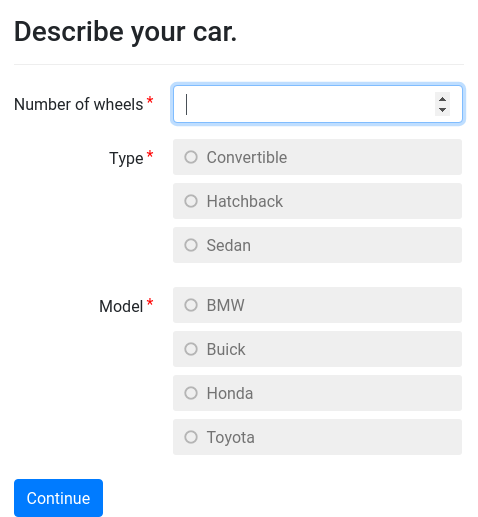 Describe your car.
Number of wheels *
Type *
Convertible
Hatchback
Sedan
Model *
BMW
Buick
Honda
Toyota
Continue